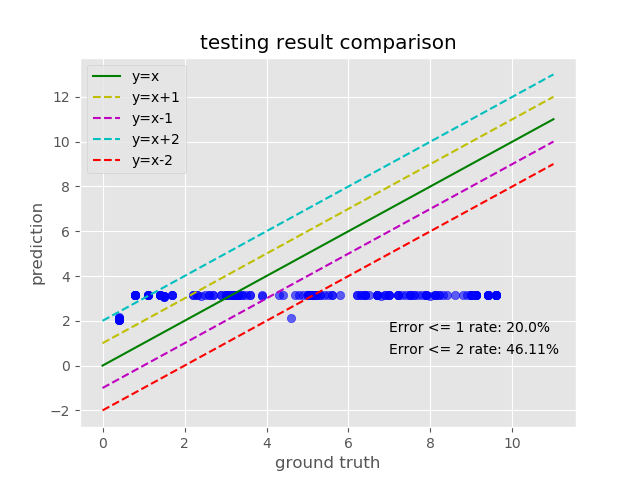 testing result comparison
y=x
y=x+1
y=x-1
y=x+2
y=x-2
12
10
8
6
4
2
0
−2
prediction
Error <= 1 rate: 20.0%
Error <= 2 rate: 46.11%
0 2 4 6 8 10
ground truth